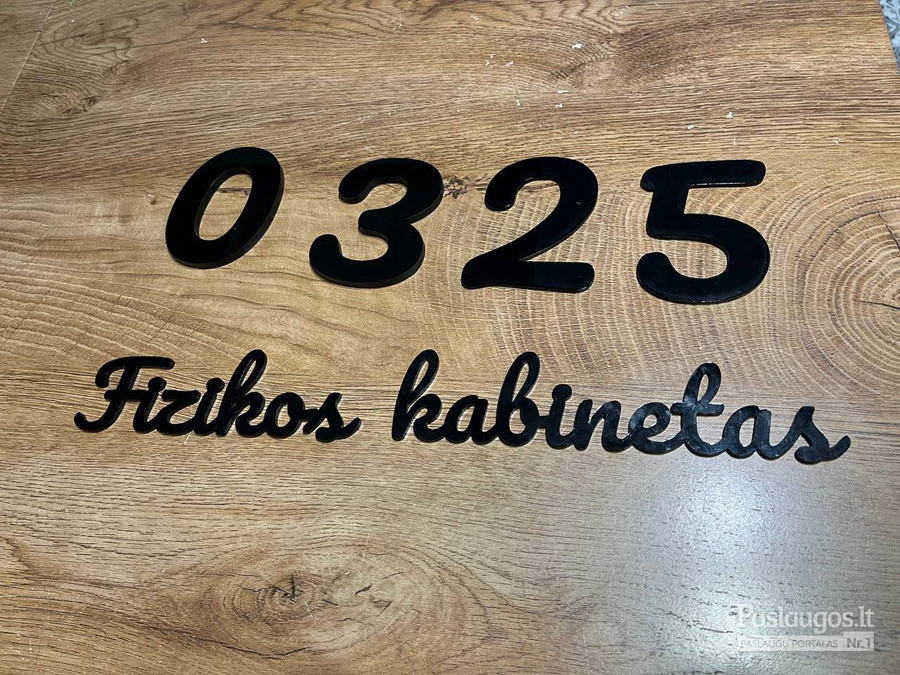 0325
Fizikos kabinetas
Paslaugos.lt
PASLAUGŲ PORTALAS Nr.1